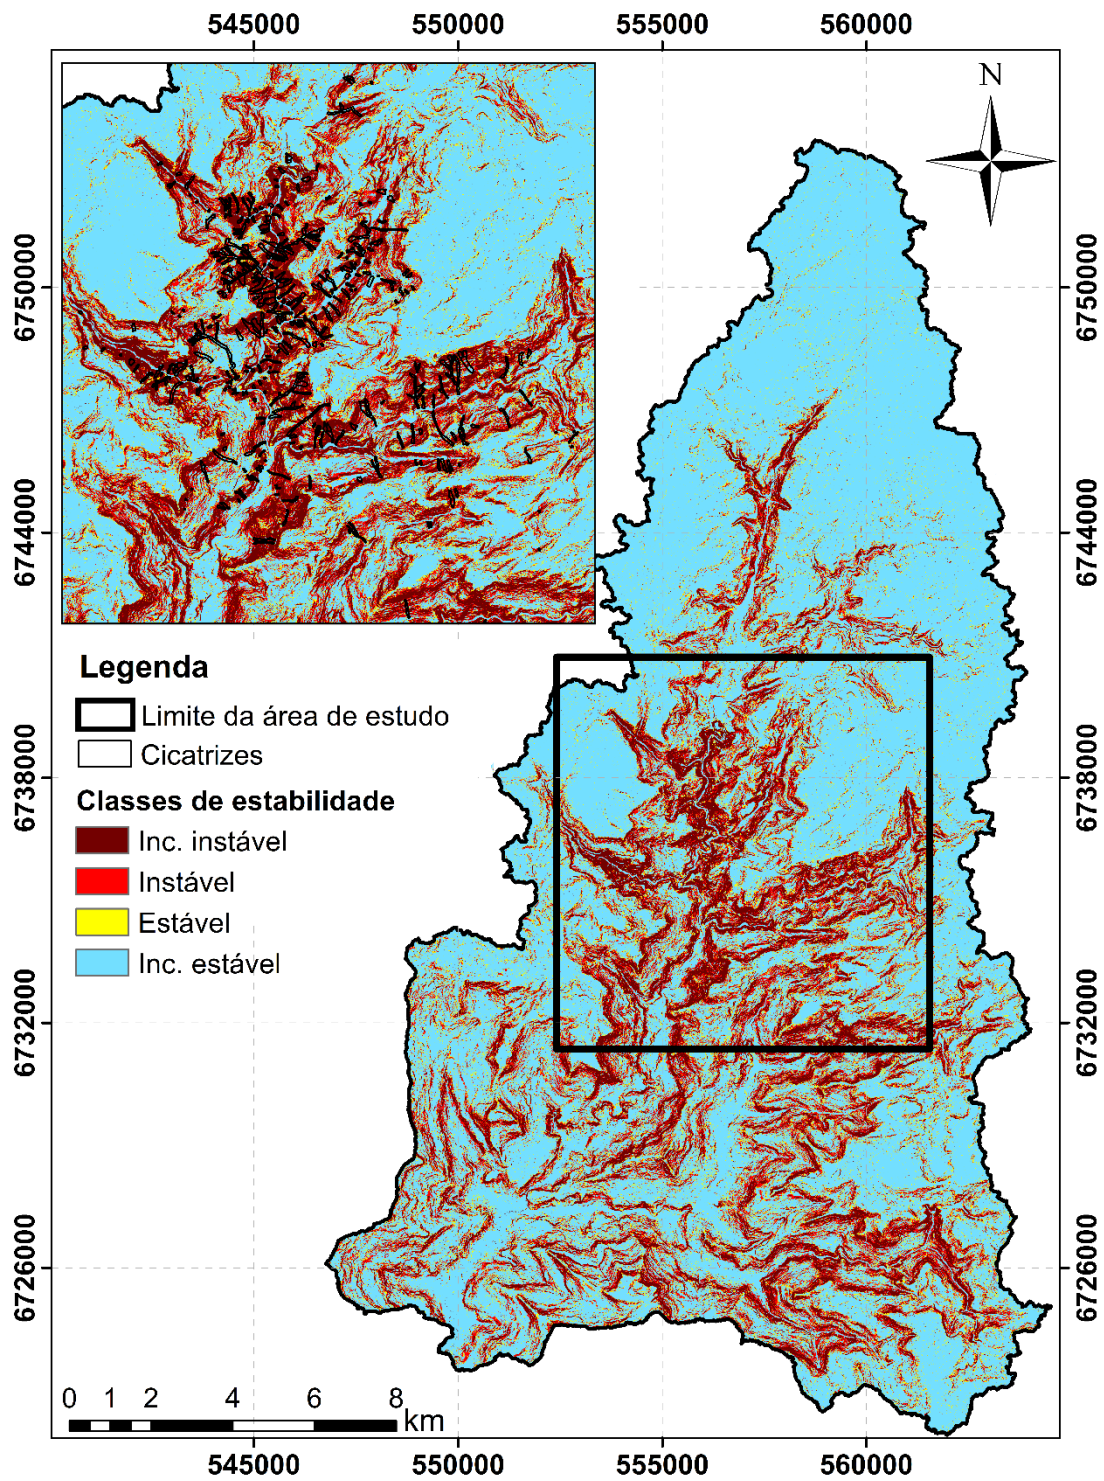 545000 550000 555000 560000
N
6750000
6750000
6744000
6744000
Legenda
Limite da área de estudo
Cicatrizes
Classes de estabilidade
Inc. instável
Instável
Estável
Inc. estável
6738000
6738000
6732000
6732000
6726000
6726000
0 1 2 4 6 8
km
545000 550000 555000 560000